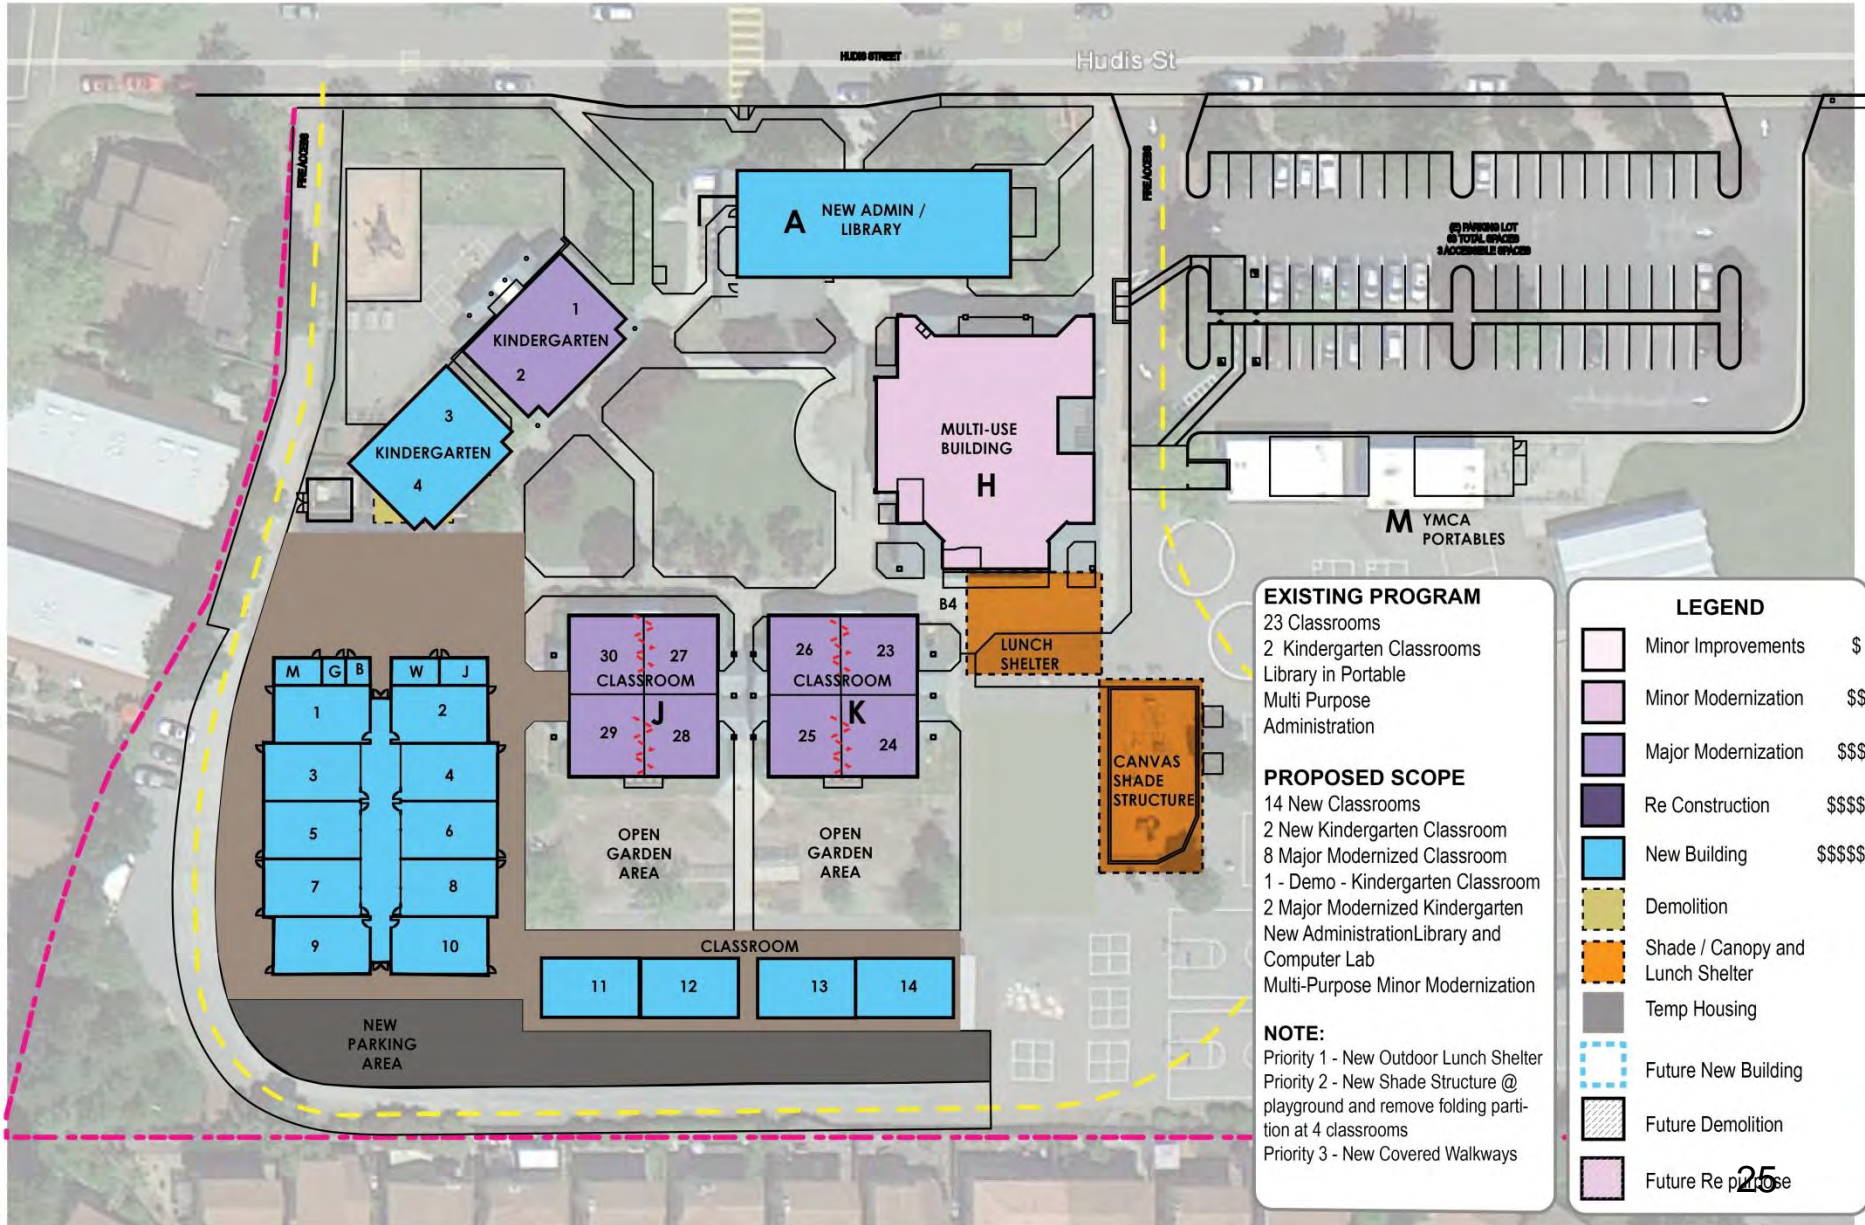 HUDIS STREET
Hudis St
FIRE ACCESS
FIRE ACCESS
A
NEW ADMIN /
LIBRARY
(E) PARKING LOT
3 ACCESSIBLE SPACES
1
KINDERGARTEN
2
3
KINDERGARTEN
4
MULTI-USE
BUILDING
H
M
YMCA
PORTABLES
B4
LUNCH
SHELTER
M
G
B
W
J
1
2
3
4
5
6
7
8
9
10
30
27
CLASSROOM
J
29
28
26
23
CLASSROOM
K
25
24
CANVAS
SHADE
STRUCTURE
OPEN
GARDEN
AREA
OPEN
GARDEN
AREA
CLASSROOM
11
12
13
14
NEW
PARKING
AREA
EXISTING PROGRAM
23 Classrooms
2 Kindergarten Classrooms
Library in Portable
Multi Purpose
Administration
PROPOSED SCOPE
14 New Classrooms
2 New Kindergarten Classroom
8 Major Modernized Classroom
1 - Demo - Kindergarten Classroom
2 Major Modernized Kindergarten
New AdministrationLibrary and
Computer Lab
Multi-Purpose Minor Modernization
NOTE:
Priority 1 - New Outdoor Lunch Shelter
Priority 2 - New Shade Structure @
playground and remove folding parti-
tion at 4 classrooms
Priority 3 - New Covered Walkways
LEGEND
Minor Improvements $
Minor Modernization $$
Major Modernization $$$
Re Construction $$$$
New Building $$$$$
Demolition
Shade / Canopy and
Lunch Shelter
Temp Housing
Future New Building
Future Demolition
Future Re purpose
25